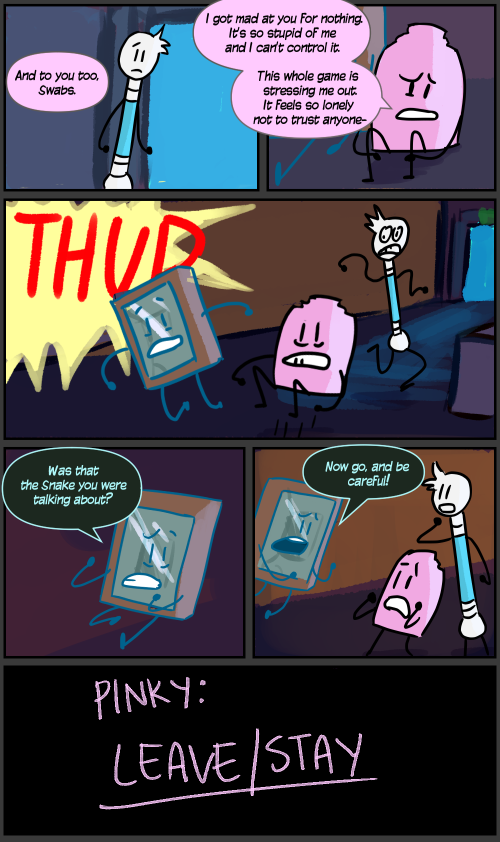 And to you too,
Swabs.
I got mad at you for nothing.
It's so stupid of me
and I can't control it.
This whole game is
stressing me out.
It feels so lonely
not to trust anyone-
THUD
Was that
the Snake you were
talking about?
Now go, and be
careful!
PINKY:
LEAVE/STAY